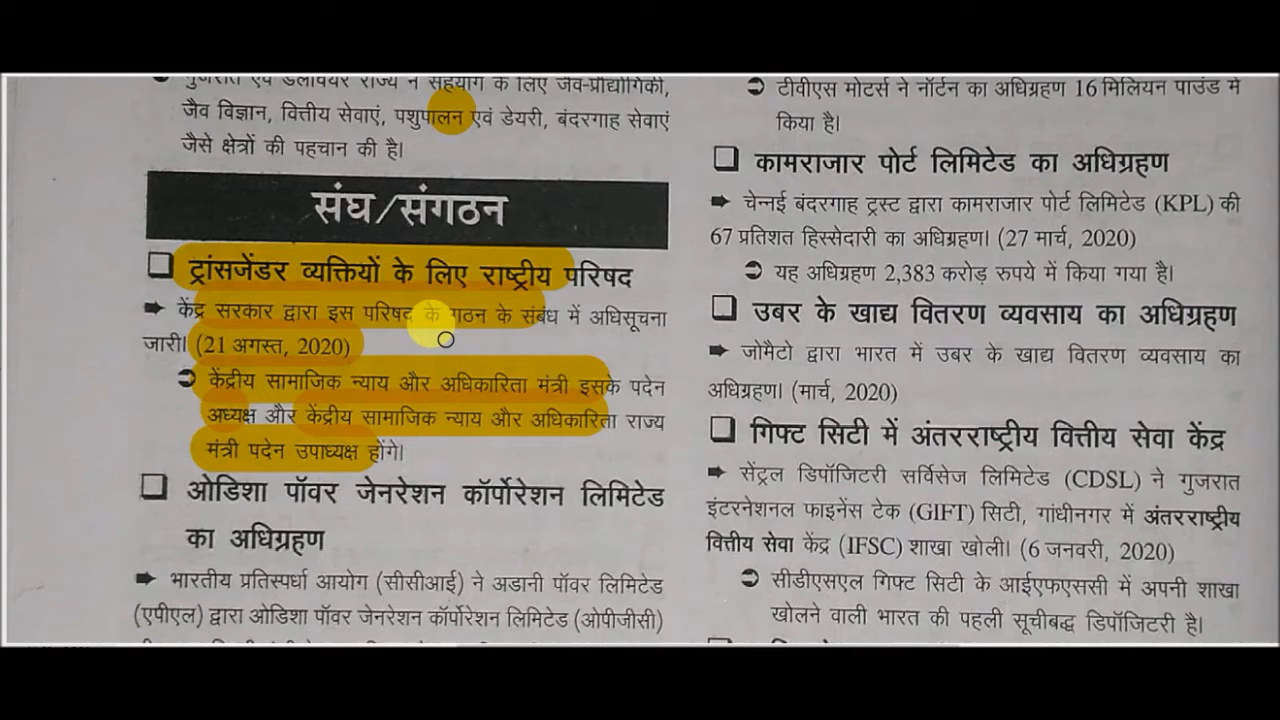 गुजरात एवं डेलावेयर राज्य ने सहयोग के लिए जैव-प्रौद्योगिकी,
जैव विज्ञान, वित्तीय सेवाएं, पशुपालन एवं डेयरी, बंदरगाह सेवाएं
जैसे क्षेत्रों की पहचान की है।
संघ/संगठन
❑ ट्रांसजेंडर व्यक्तियों के लिए राष्ट्रीय परिषद
➡ केंद्र सरकार द्वारा इस परिषद के गठन के संबंध में अधिसूचना
जारी। (21 अगस्त, 2020)
➲ केंद्रीय सामाजिक न्याय और अधिकारिता मंत्री इसके पदेन
अध्यक्ष और केंद्रीय सामाजिक न्याय और अधिकारिता राज्य
मंत्री पदेन उपाध्यक्ष होंगे।
❑ ओडिशा पॉवर जेनरेशन कॉर्पोरेशन लिमिटेड
का अधिग्रहण
➡ भारतीय प्रतिस्पर्धा आयोग (सीसीआई) ने अडानी पॉवर लिमिटेड
(एपीएल) द्वारा ओडिशा पॉवर जेनरेशन कॉर्पोरेशन लिमिटेड (ओपीजीसी)
➲ टीवीएस मोटर्स ने नॉर्टन का अधिग्रहण 16 मिलियन पाउंड में
किया है।
❑ कामराजार पोर्ट लिमिटेड का अधिग्रहण
➡ चेन्नई बंदरगाह ट्रस्ट द्वारा कामराजार पोर्ट लिमिटेड (KPL) की
67 प्रतिशत हिस्सेदारी का अधिग्रहण। (27 मार्च, 2020)
➲ यह अधिग्रहण 2,383 करोड़ रुपये में किया गया है।
❑ उबर के खाद्य वितरण व्यवसाय का अधिग्रहण
➡ जोमैटो द्वारा भारत में उबर के खाद्य वितरण व्यवसाय का
अधिग्रहण। (मार्च, 2020)
❑ गिफ्ट सिटी में अंतरराष्ट्रीय वित्तीय सेवा केंद्र
➡ सेंट्रल डिपॉजिटरी सर्विसेज लिमिटेड (CDSL) ने गुजरात
इंटरनेशनल फाइनेंस टेक (GIFT) सिटी, गांधीनगर में अंतरराष्ट्रीय
वित्तीय सेवा केंद्र (IFSC) शाखा खोली। (6 जनवरी, 2020)
➲ सीडीएसएल गिफ्ट सिटी के आईएफएससी में अपनी शाखा
खोलने वाली भारत की पहली सूचीबद्ध डिपॉजिटरी है।